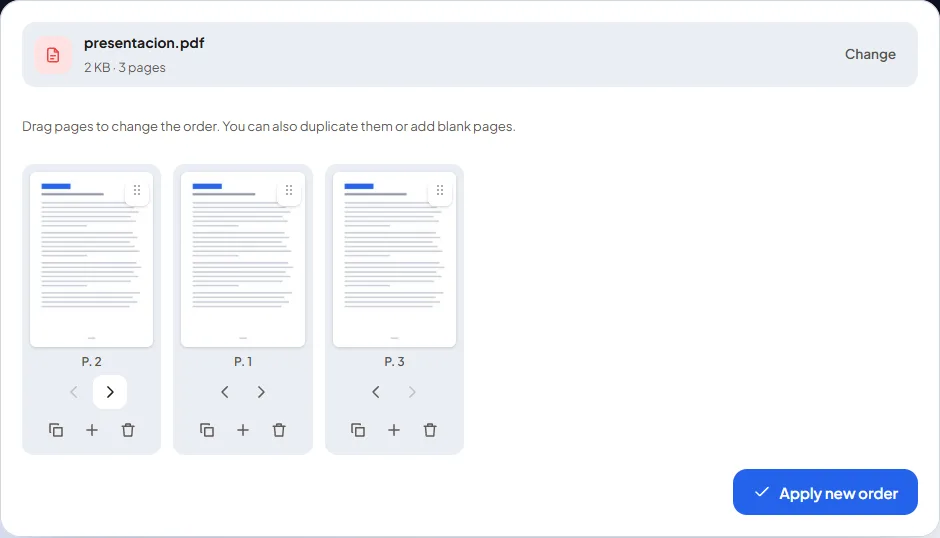 presentacion.pdf
2 KB · 3 pages
Change
Drag pages to change the order. You can also duplicate them or add blank pages.
P. 2
P. 1
P. 3
Apply new order